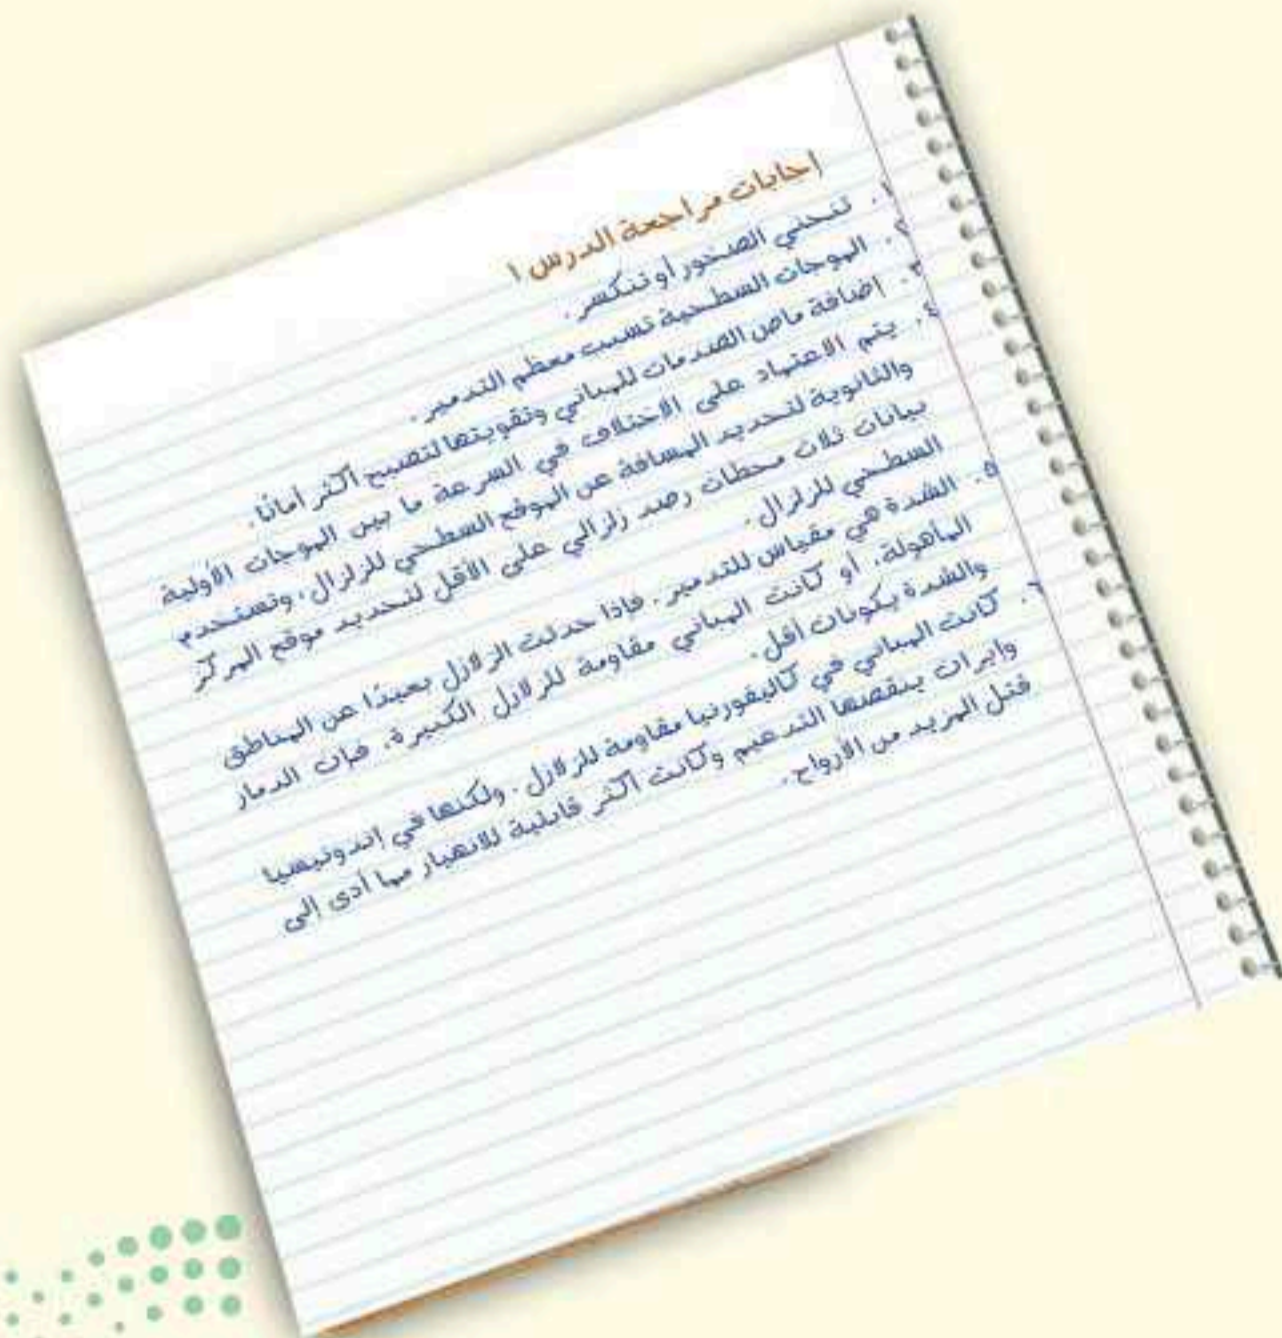 إجابات مراجعة الدرس ١
١. تنحني الصخور أو تنكسر.
٢. الموجات السطحية تسبب معظم التدمير.
٣. إضافة ماص الصدمات للمباني وتقويتها لتصبح أكثر أمانًا.
٤. يتم الاعتماد على الاختلاف في السرعة ما بين الموجات الأولية
والثانوية لتحديد المسافة عن الموقع السطحي للزلزال، وتستخدم
بيانات ثلاث محطات رصد زلزالي على الأقل لتحديد موقع المركز
السطحي للزلزال.
٥. الشدة هي مقياس للتدمير. فإذا حدثت الزلازل بعيدًا عن المناطق
المأهولة، أو كانت المباني مقاومة للزلازل الكبيرة، فإن الدمار
والشدة يكونان أقل.
٦. كانت المباني في كاليفورنيا مقاومة للزلازل. ولكنها في إندونيسيا
وإيران ينقصها التدعيم وكانت أكثر قابلية للانهيار مما أدى إلى
قتل المزيد من الأرواح.